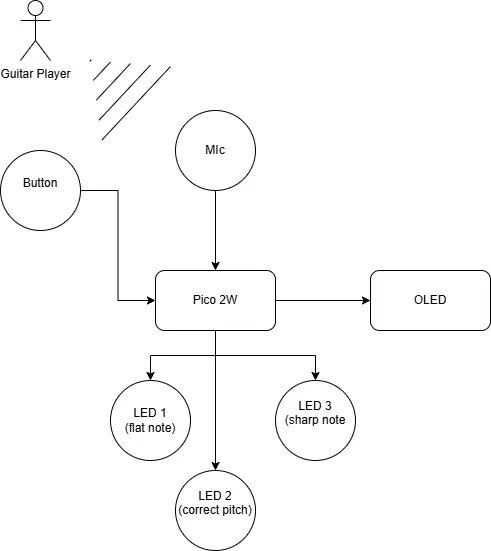 Guitar Player
MIc
Button
Pico 2W
OLED
LED 1
(flat note)
LED 3
(sharp note
LED 2
(correct pitch)